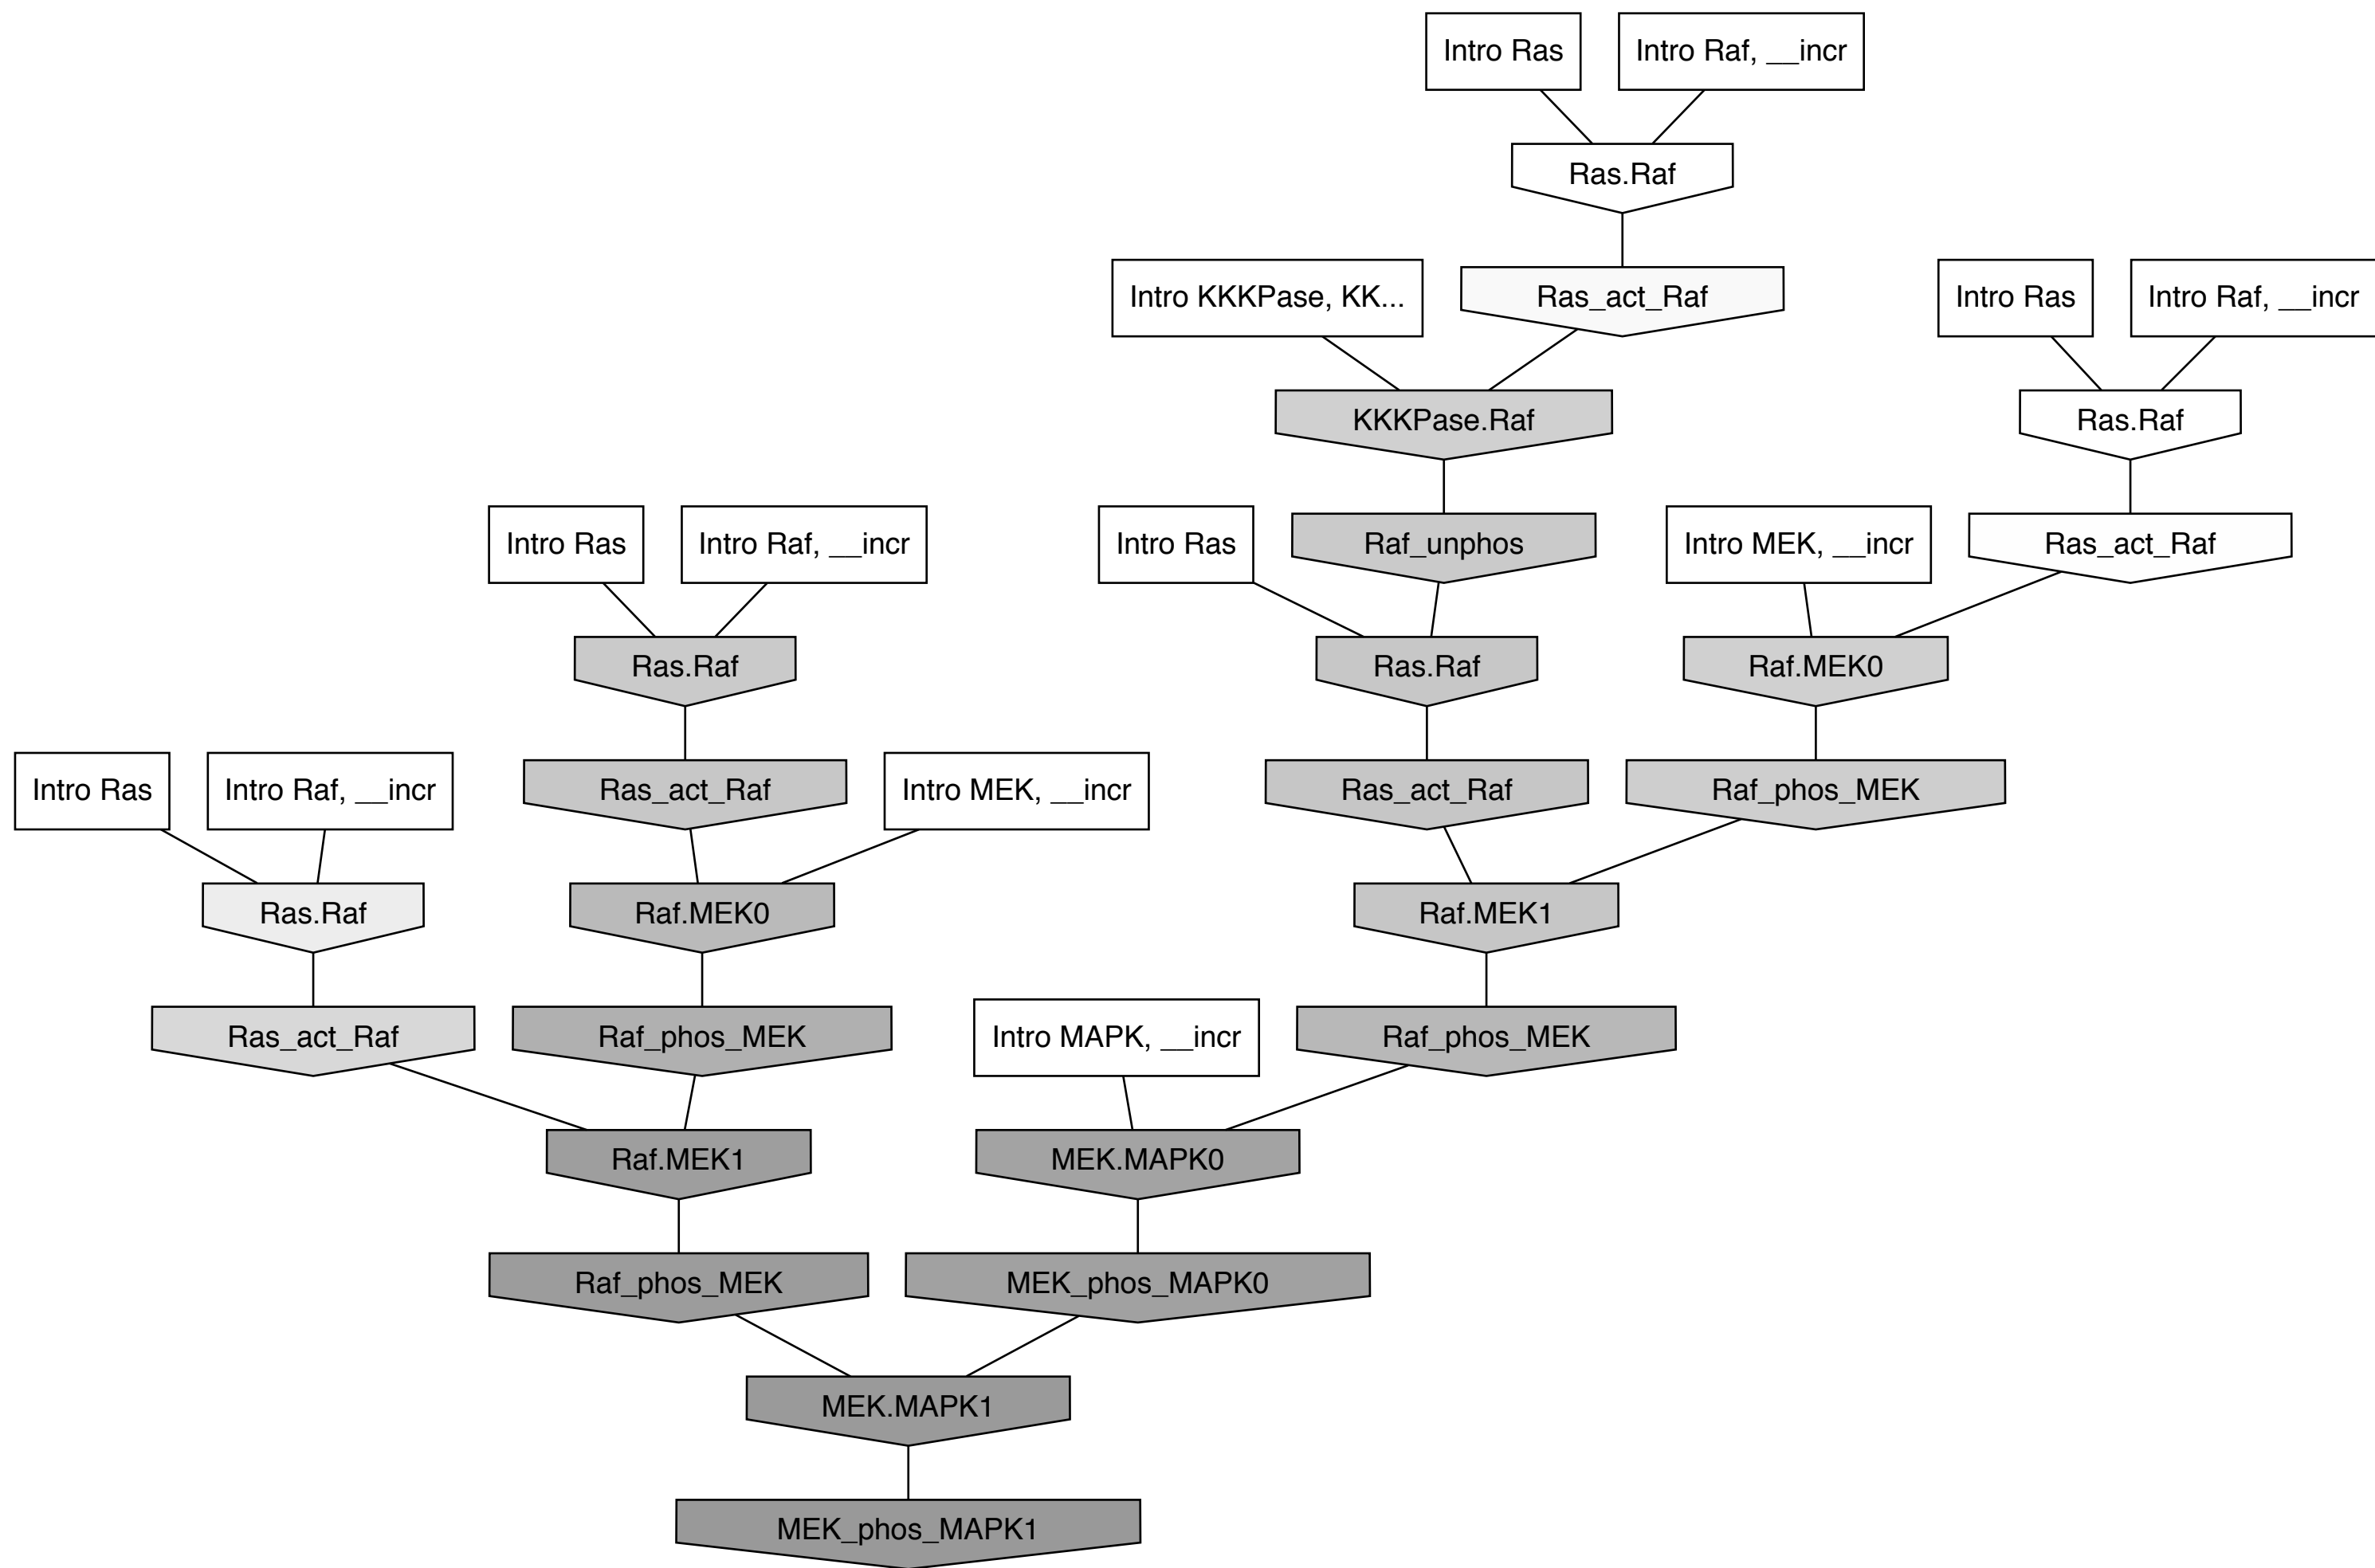 Intro Ras
Intro Raf, __incr
Ras.Raf
Intro KKKPase, KK...
Ras_act_Raf
Intro Ras
Intro Raf, __incr
KKKPase.Raf
Ras.Raf
Intro Ras
Intro Raf, __incr
Intro Ras
Raf_unphos
Intro MEK, __incr
Ras_act_Raf
Ras.Raf
Ras.Raf
Raf.MEK0
Intro Ras
Intro Raf, __incr
Ras_act_Raf
Intro MEK, __incr
Ras_act_Raf
Raf_phos_MEK
Ras.Raf
Raf.MEK0
Raf.MEK1
Ras_act_Raf
Raf_phos_MEK
Intro MAPK, __incr
Raf_phos_MEK
Raf.MEK1
MEK.MAPK0
Raf_phos_MEK
MEK_phos_MAPK0
MEK.MAPK1
MEK_phos_MAPK1